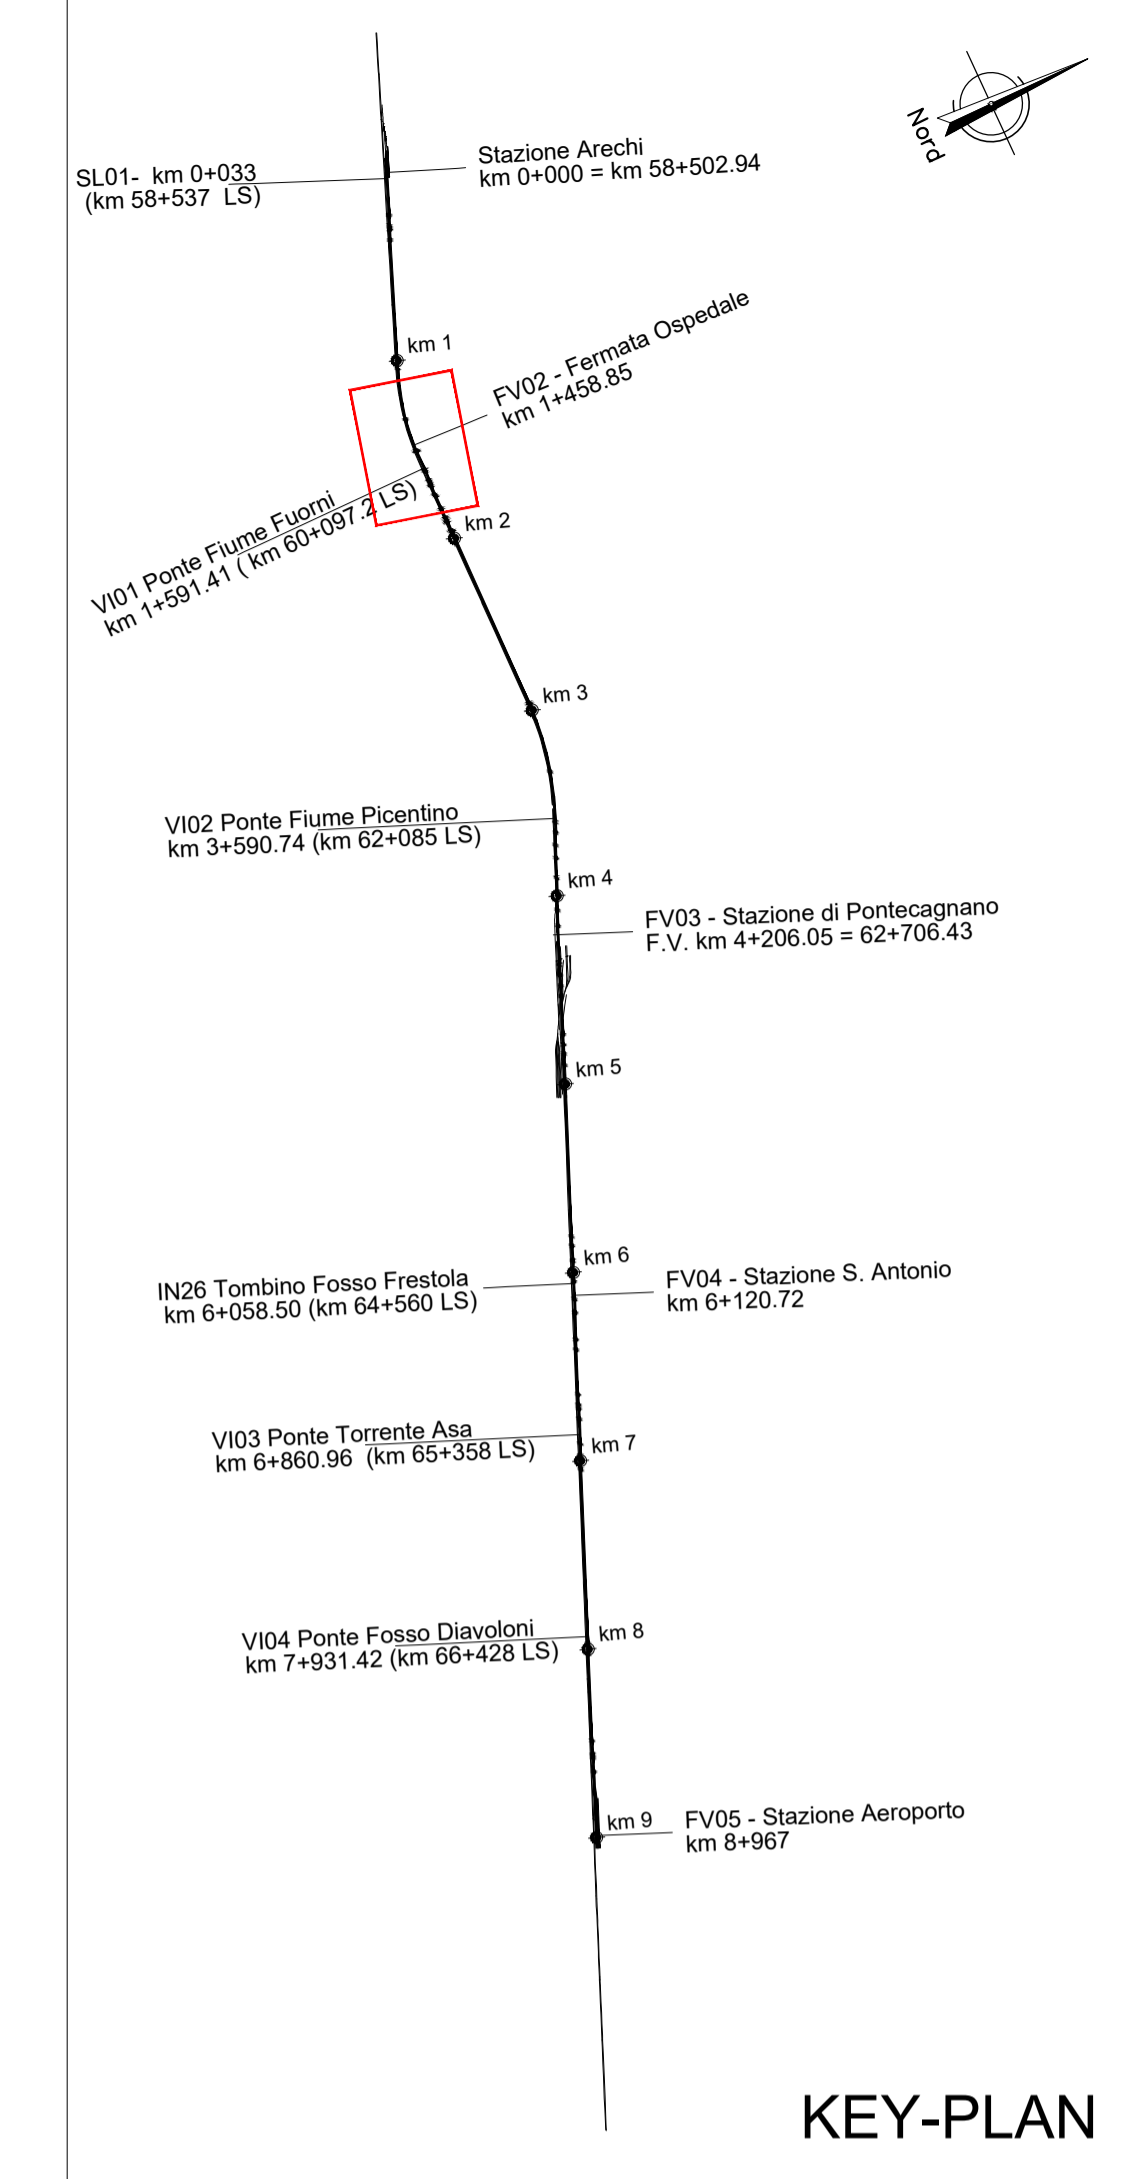 Nord
SL01- km 0+033
(km 58+537 LS)
Stazione Arechi
km 0+000 = km 58+502.94
km 1
FV02 - Fermata Ospedale
km 1+458.85
VI01 Ponte Fiume Fuorni
km 1+591.41 ( km 60+097.2 LS)
km 2
km 3
VI02 Ponte Fiume Picentino
km 3+590.74 (km 62+085 LS)
km 4
FV03 - Stazione di Pontecagnano
F.V. km 4+206.05 = 62+706.43
km 5
km 6
IN26 Tombino Fosso Frestola
km 6+058.50 (km 64+560 LS)
FV04 - Stazione S. Antonio
km 6+120.72
VI03 Ponte Torrente Asa
km 6+860.96 (km 65+358 LS)
km 7
VI04 Ponte Fosso Diavoloni
km 7+931.42 (km 66+428 LS)
km 8
km 9
FV05 - Stazione Aeroporto
km 8+967
KEY-PLAN